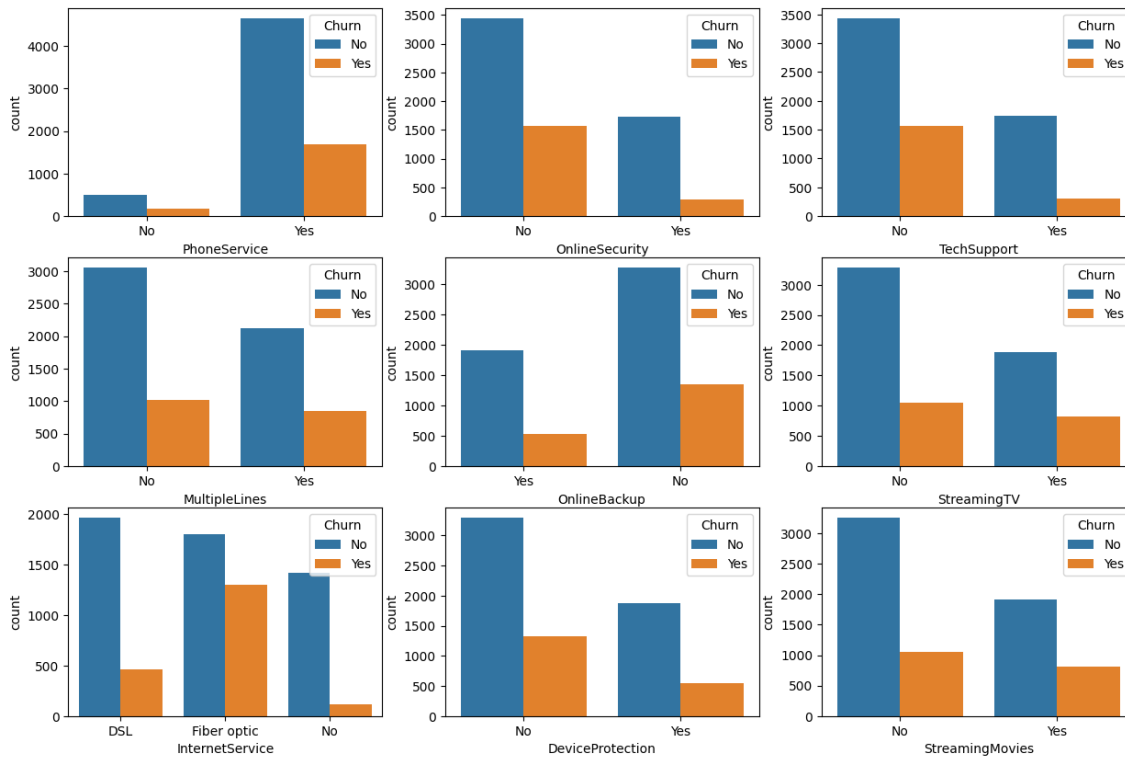 Churn
No
Yes
4000
3000
2000
1000
0
count
No Yes
PhoneService
Churn
No
Yes
3500
3000
2500
2000
1500
1000
500
0
count
No Yes
OnlineSecurity
Churn
No
Yes
3500
3000
2500
2000
1500
1000
500
0
count
No Yes
TechSupport
Churn
No
Yes
3000
2500
2000
1500
1000
500
0
count
No Yes
MultipleLines
Churn
No
Yes
3000
2500
2000
1500
1000
500
0
count
Yes No
OnlineBackup
Churn
No
Yes
3000
2500
2000
1500
1000
500
0
count
No Yes
StreamingTV
Churn
No
Yes
2000
1500
1000
500
0
count
DSL Fiber optic No
InternetService
Churn
No
Yes
3000
2500
2000
1500
1000
500
0
count
No Yes
DeviceProtection
Churn
No
Yes
3000
2500
2000
1500
1000
500
0
count
No Yes
StreamingMovies